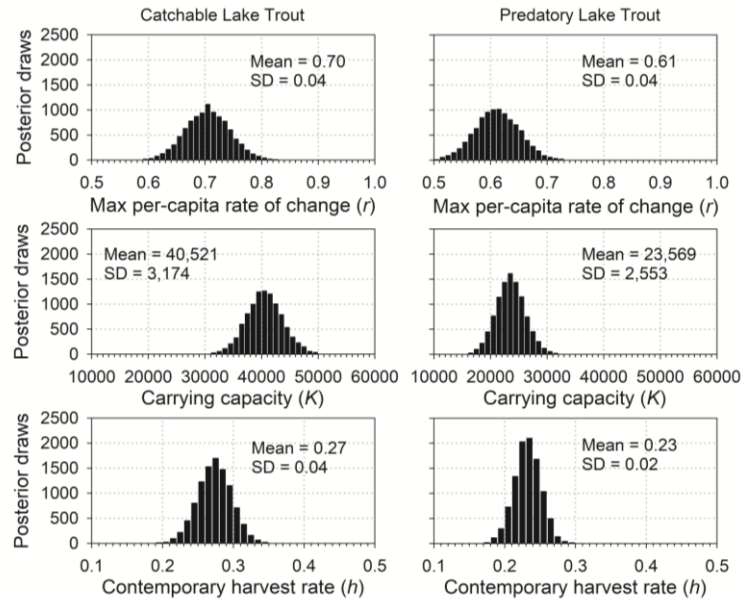 Catchable Lake Trout
Predatory Lake Trout
Posterior draws
2500
2000
1500
1000
500
0
Mean = 0.70
SD = 0.04
0.5 0.6 0.7 0.8 0.9 1.0
Max per-capita rate of change (r)
Mean = 0.61
SD = 0.04
0.5 0.6 0.7 0.8 0.9 1.0
Max per-capita rate of change (r)
Posterior draws
2500
2000
1500
1000
500
0
Mean = 40,521
SD = 3,174
10000 20000 30000 40000 50000 60000
Carrying capacity (K)
Mean = 23,569
SD = 2,553
10000 20000 30000 40000 50000 60000
Carrying capacity (K)
Posterior draws
2500
2000
1500
1000
500
0
Mean = 0.27
SD = 0.04
0.1 0.2 0.3 0.4 0.5
Contemporary harvest rate (h)
Mean = 0.23
SD = 0.02
0.1 0.2 0.3 0.4 0.5
Contemporary harvest rate (h)